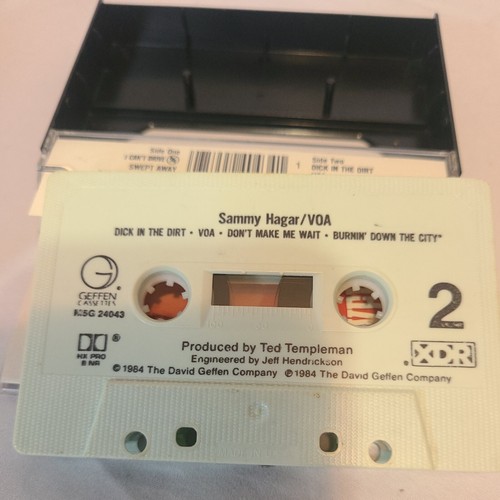 Side One
I CAN'T DRIVE 55
SWEPT AWAY
1
Side Two
DICK IN THE DIRT
Sammy Hagar/VOA
DICK IN THE DIRT • VOA • DON'T MAKE ME WAIT • BURNIN' DOWN THE CITY*
G
GEFFEN
CASSETTES
M5G 24043
2
HX PRO
B NR
XDR
Produced by Ted Templeman
Engineered by Jeff Hendrickson
©1984 The David Geffen Company ℗1984 The David Geffen Company